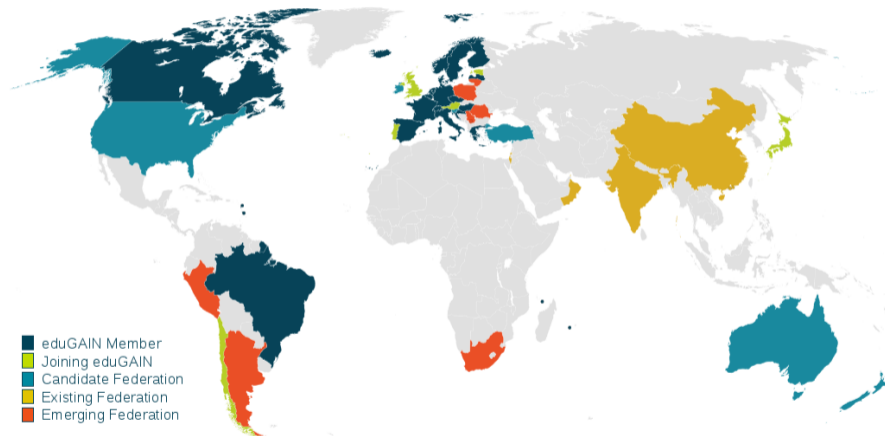 eduGAIN Member
Joining eduGAIN
Candidate Federation
Existing Federation
Emerging Federation